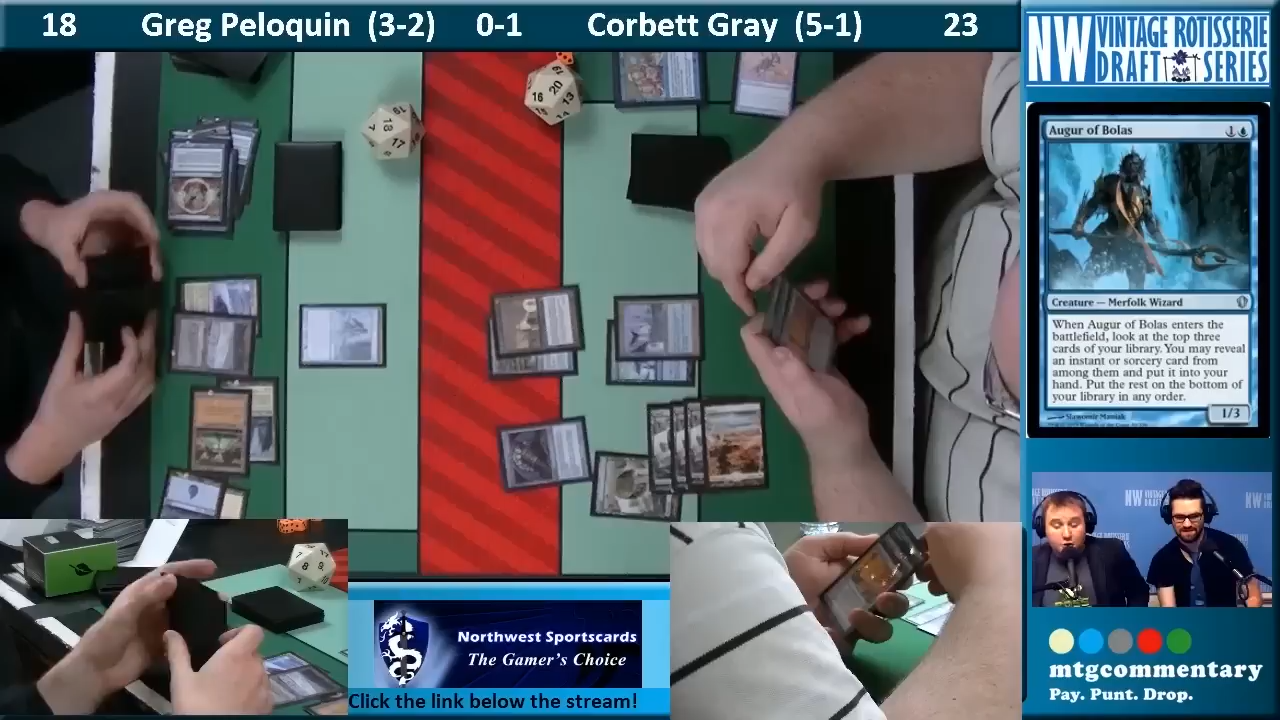 18 Greg Peloquin (3-2) 0-1 Corbett Gray (5-1) 23
NW VINTAGE ROTISSERIE
DRAFT SERIES
Augur of Bolas
Creature — Merfolk Wizard
When Augur of Bolas enters the
battlefield, look at the top three
cards of your library. You may reveal
an instant or sorcery card from
among them and put it into your
hand. Put the rest on the bottom of
your library in any order.
1/3
Northwest Sportscards
The Gamer's Choice
Click the link below the stream!
mtgcommentary
Pay. Punt. Drop.